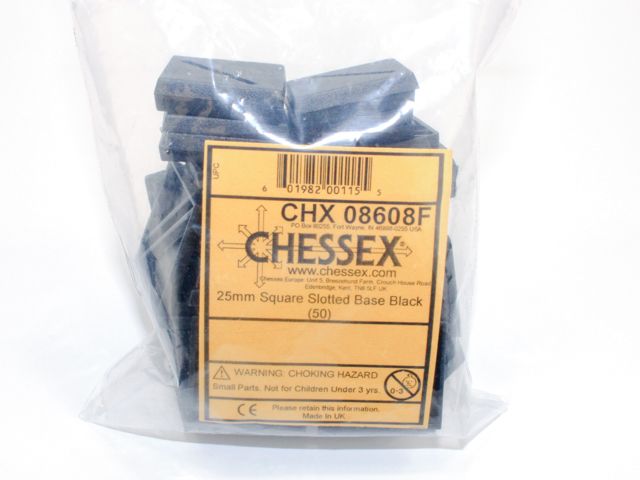 UPC
6 01982 00115 5
CHX 08608F
PO Box 80255, Fort Wayne, IN 46898-0255 USA
CHESSEX®
www.chessex.com
Chessex Europe: Unit 5, Breezehurst Farm, Crouch House Road
Edenbridge, Kent, TN8 5LF UK
25mm Square Slotted Base Black
(50)
WARNING: CHOKING HAZARD
Small Parts. Not for Children Under 3 yrs.
0-3
CE
Please retain this information.
Made in UK